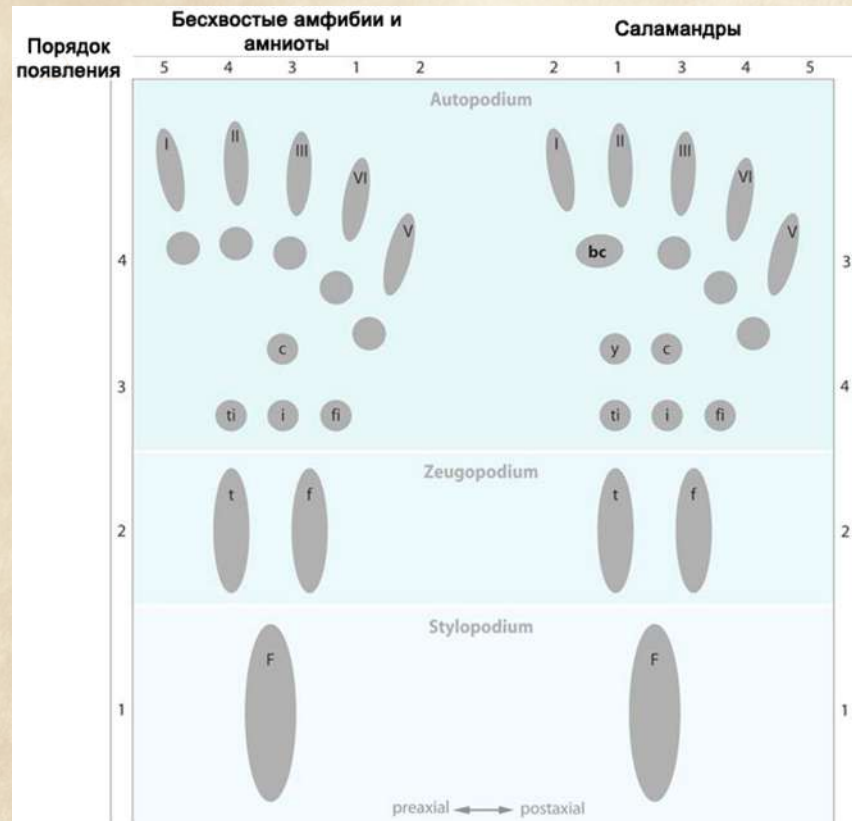 Бесхвостые амфибии и
амниоты
Саламандры
Порядок
появления
5 4 3 1 2
2 1 3 4 5
Autopodium
I II III VI V
I II III VI V
bc
4
3
c
y c
3
4
ti i fi
ti i fi
Zeugopodium
t f
t f
2
2
Stylopodium
F
F
1
1
preaxial postaxial